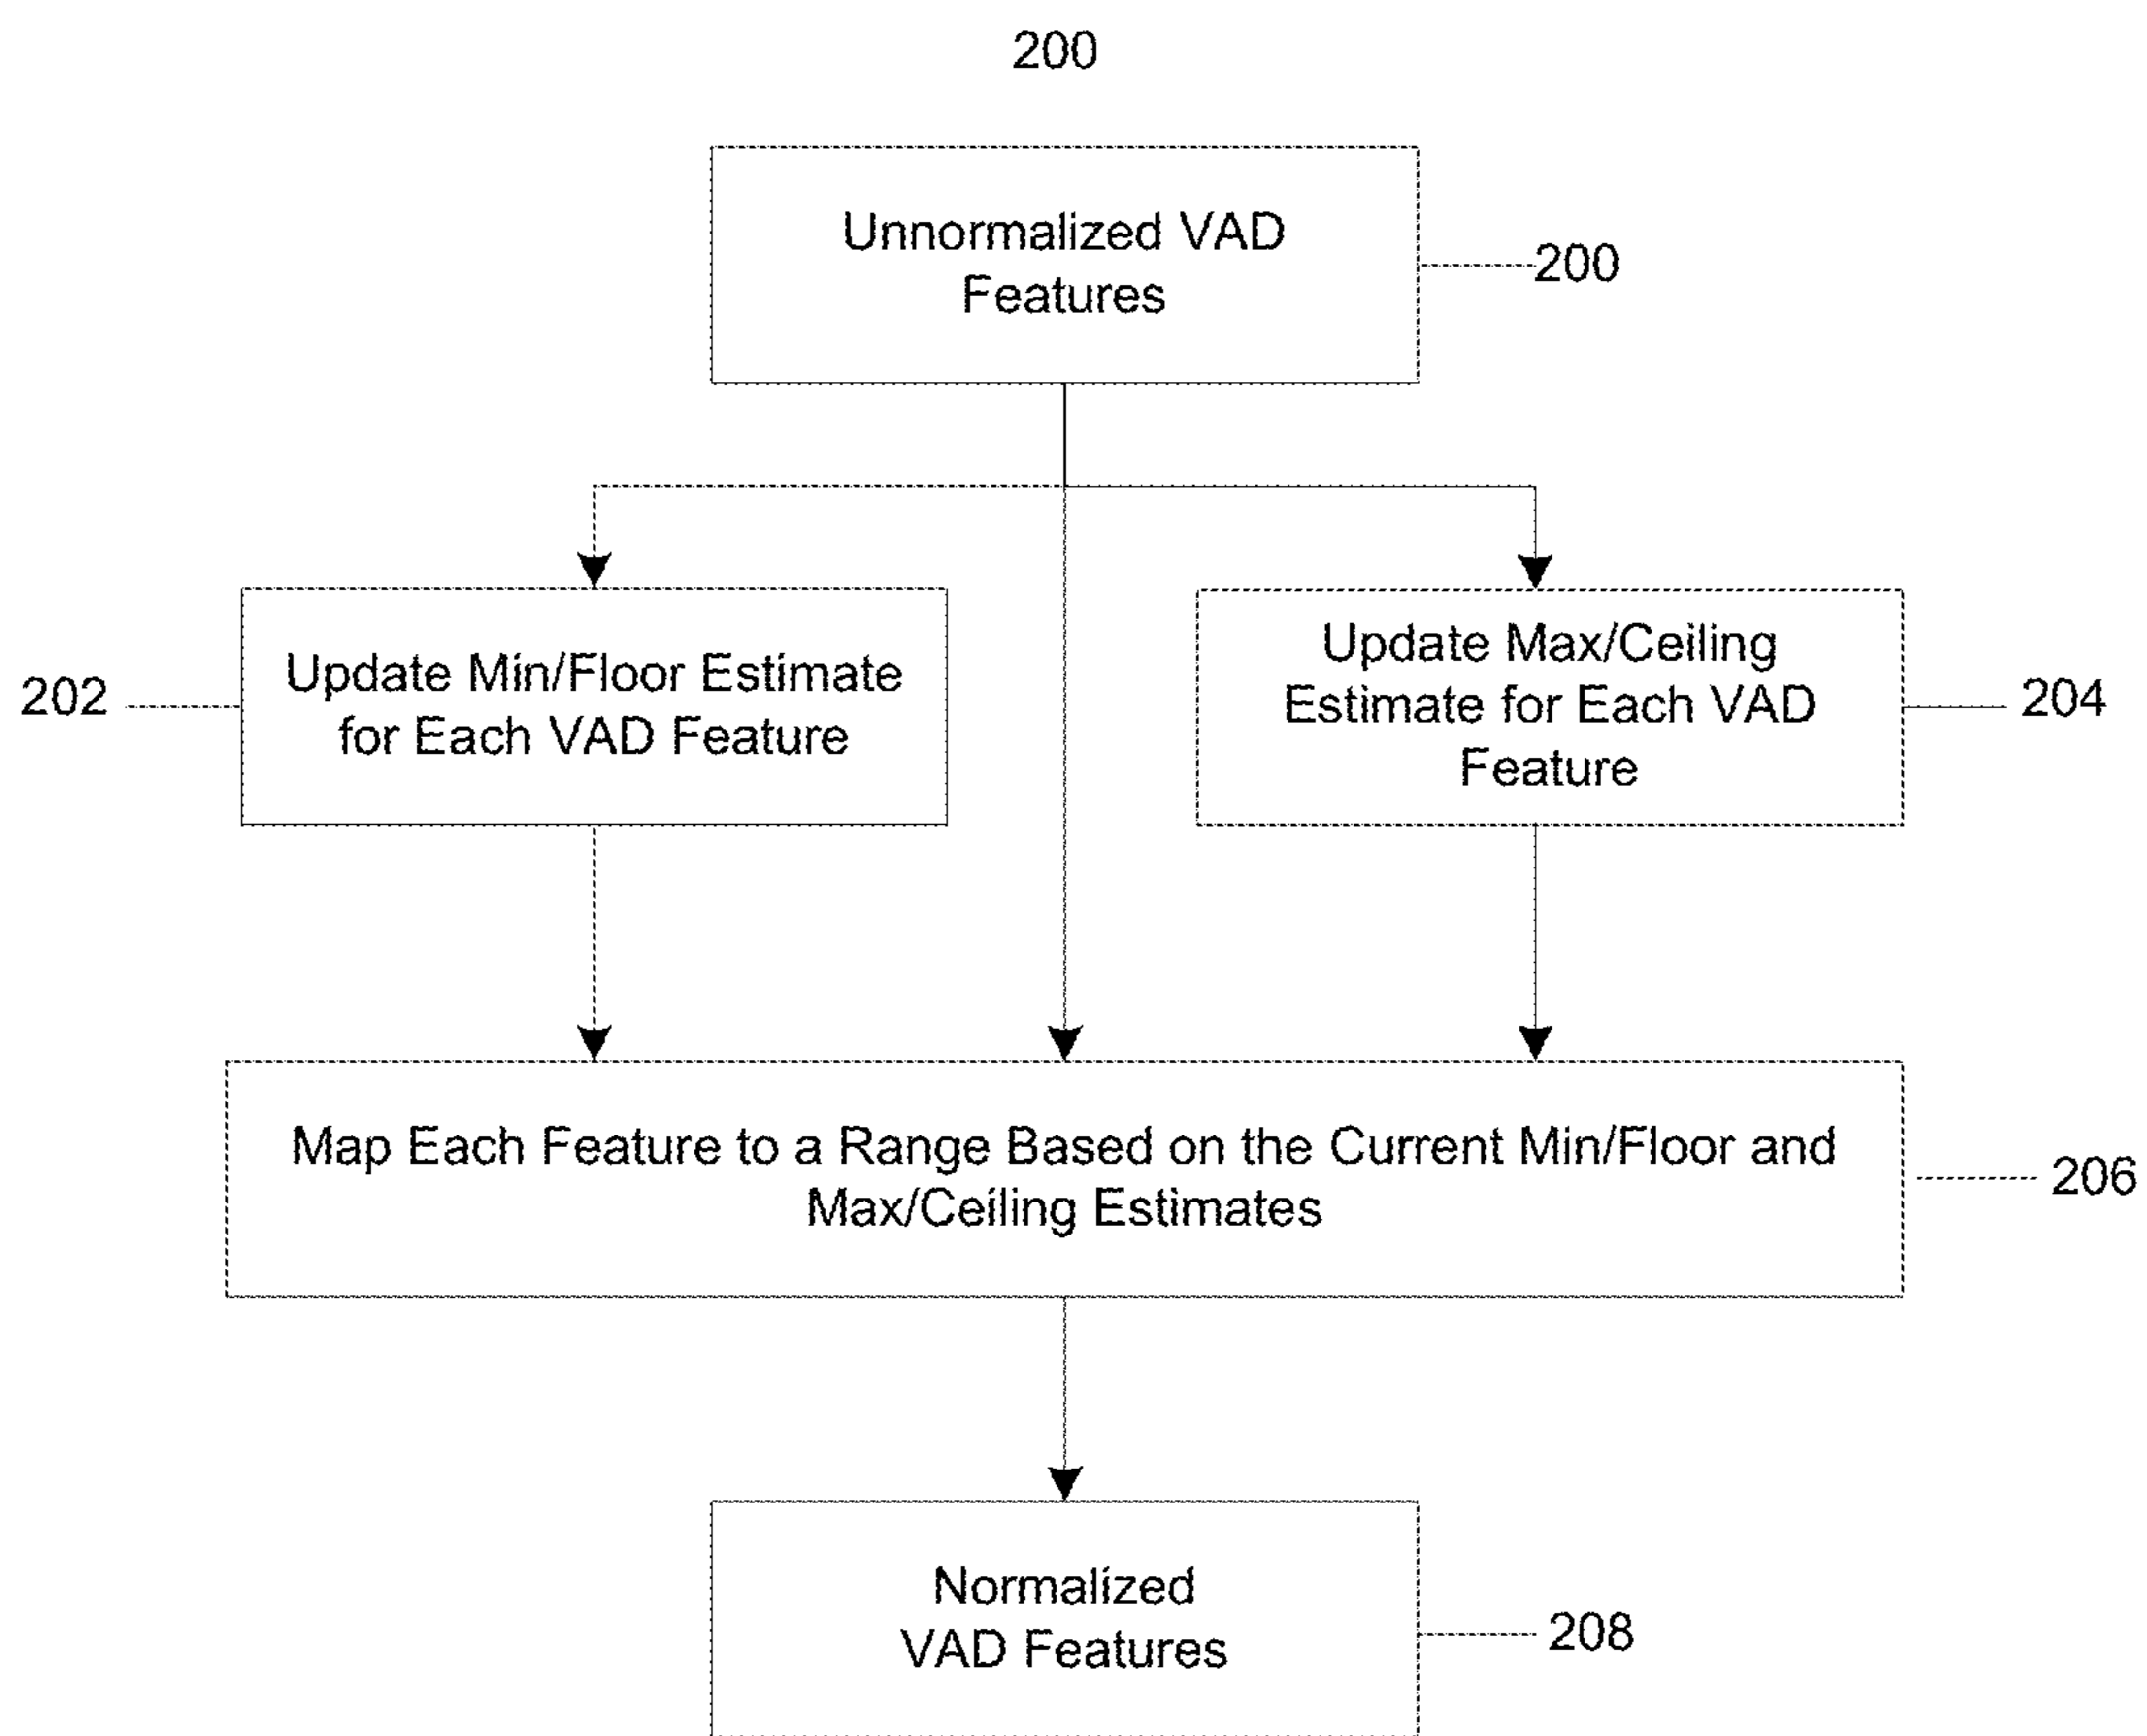 200
Unnormalized VAD
Features
200
Update Min/Floor Estimate
for Each VAD Feature
202
Update Max/Ceiling
Estimate for Each VAD
Feature
204
Map Each Feature to a Range Based on the Current Min/Floor and
Max/Ceiling Estimates
206
Normalized
VAD Features
208